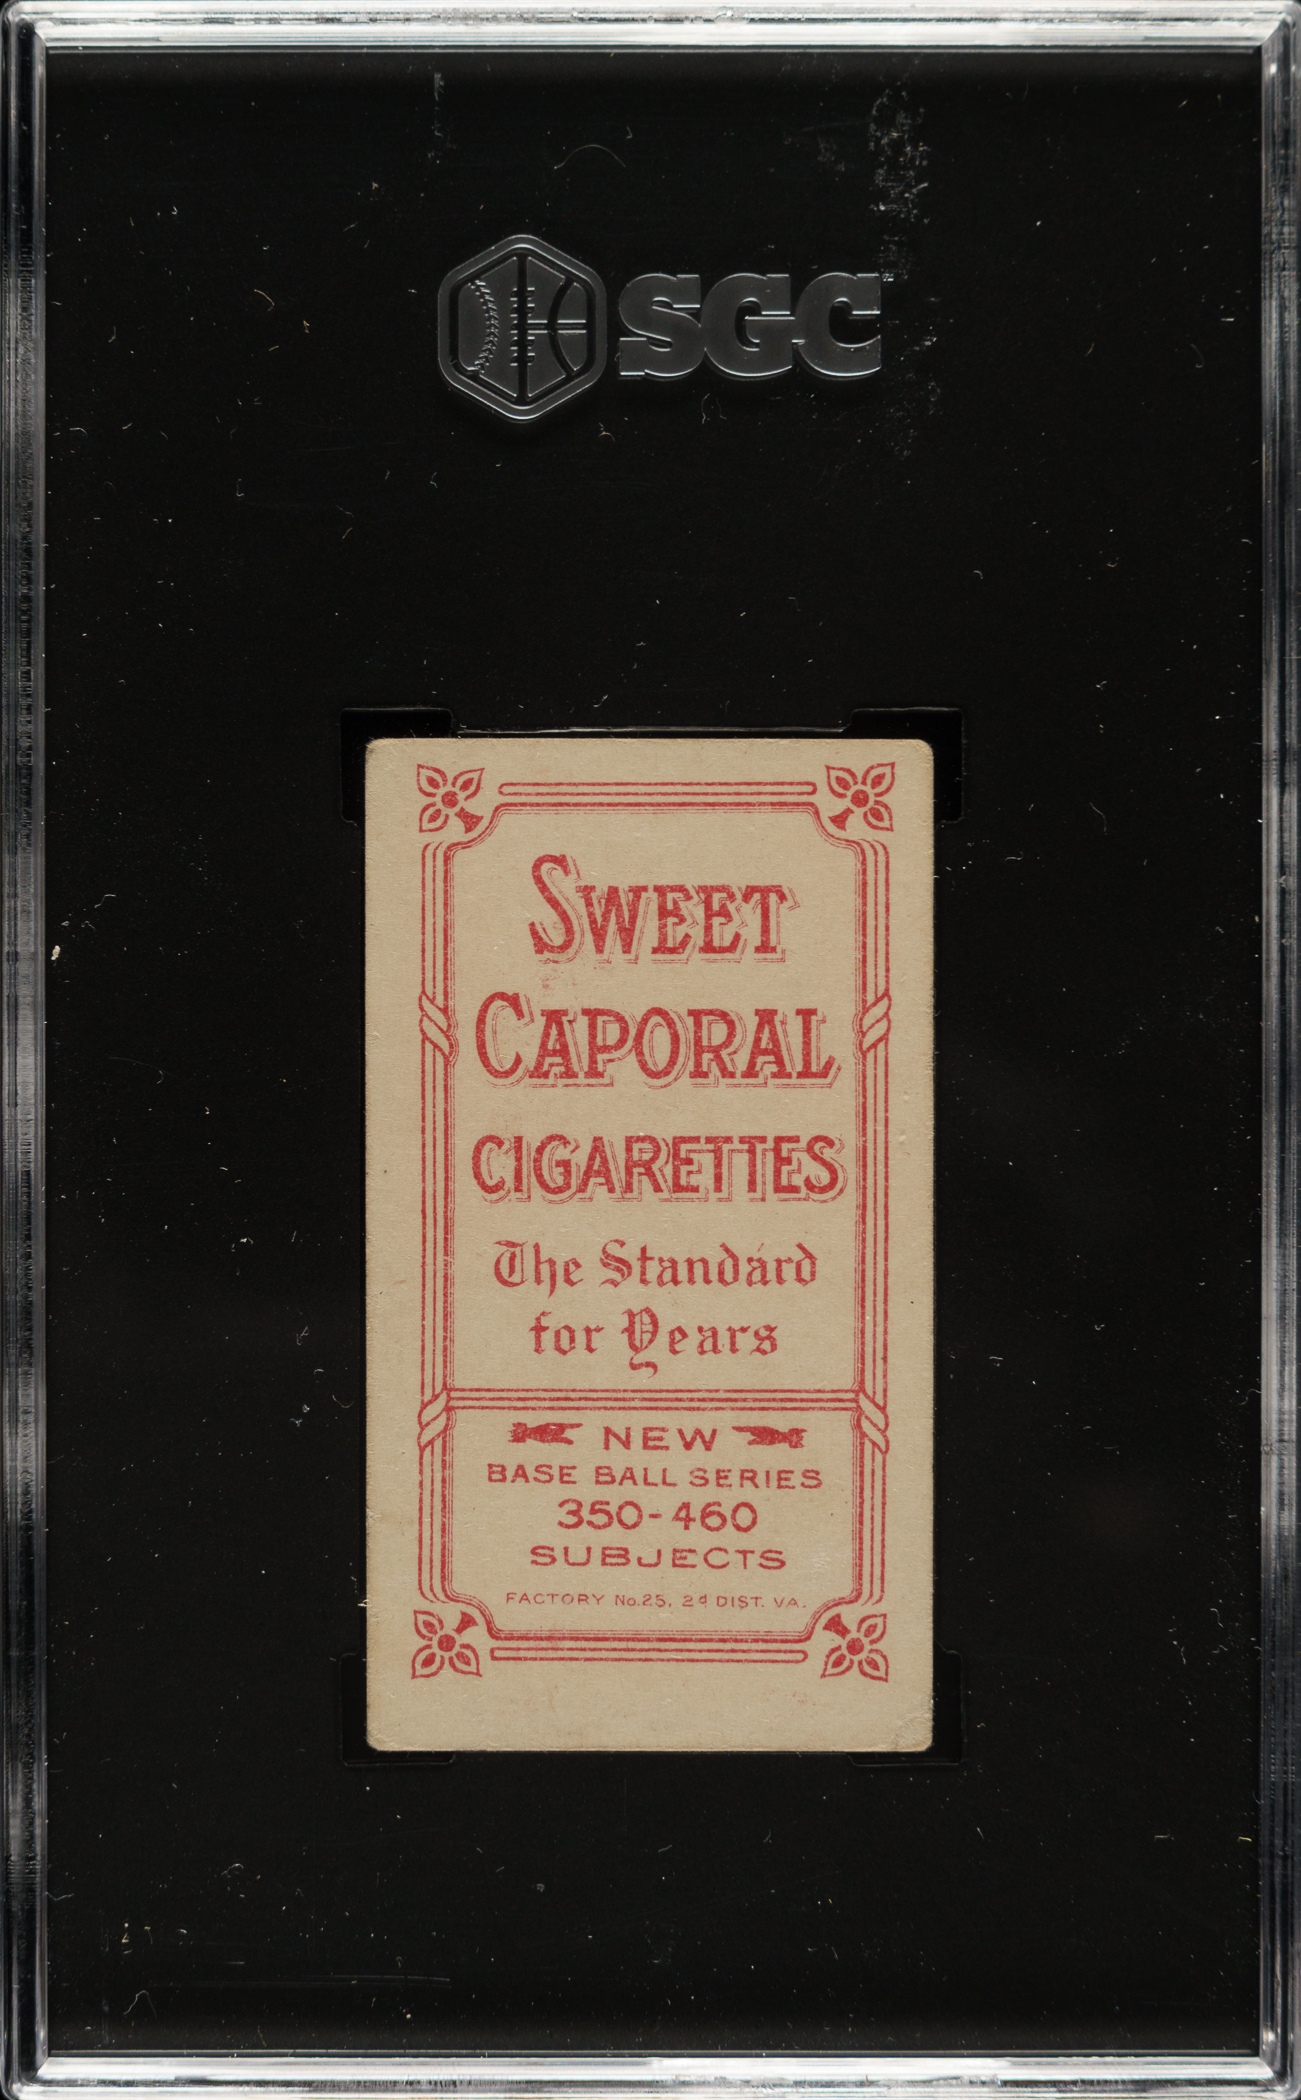 SGC
SWEET
CAPORAL
CIGARETTES
The Standard
for Years
NEW
BASE BALL SERIES
350-460
SUBJECTS
FACTORY No.25, 2d DIST. VA.